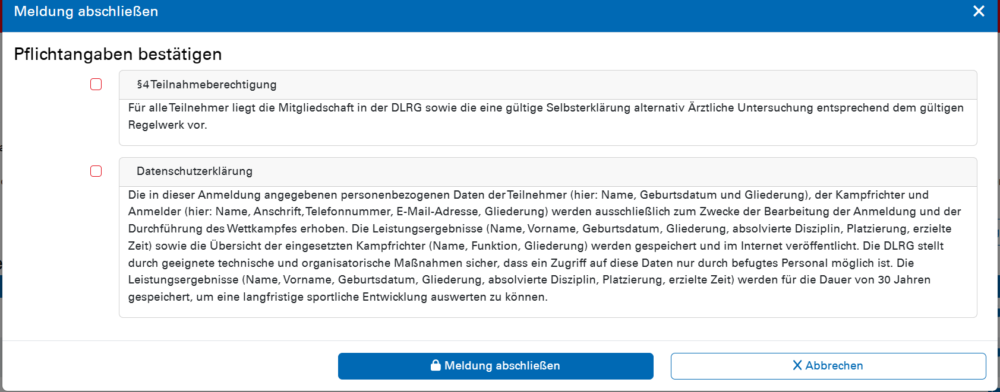 Meldung abschließen
Pflichtangaben bestätigen
§4 Teilnahmeberechtigung
Für alle Teilnehmer liegt die Mitgliedschaft in der DLRG sowie die eine gültige Selbsterklärung alternativ Ärztliche Untersuchung entsprechend dem gültigen
Regelwerk vor.
Datenschutzerklärung
Die in dieser Anmeldung angegebenen personenbezogenen Daten der Teilnehmer (hier: Name, Geburtsdatum und Gliederung), der Kampfrichter und
Anmelder (hier: Name, Anschrift, Telefonnummer, E-Mail-Adresse, Gliederung) werden ausschließlich zum Zwecke der Bearbeitung der Anmeldung und der
Durchführung des Wettkampfes erhoben. Die Leistungsergebnisse (Name, Vorname, Geburtsdatum, Gliederung, absolvierte Disziplin, Platzierung, erzielte
Zeit) sowie die Übersicht der eingesetzten Kampfrichter (Name, Funktion, Gliederung) werden gespeichert und im Internet veröffentlicht. Die DLRG stellt
durch geeignete technische und organisatorische Maßnahmen sicher, dass ein Zugriff auf diese Daten nur durch befugtes Personal möglich ist. Die
Leistungsergebnisse (Name, Vorname, Geburtsdatum, Gliederung, absolvierte Disziplin, Platzierung, erzielte Zeit) werden für die Dauer von 30 Jahren
gespeichert, um eine langfristige sportliche Entwicklung auswerten zu können.
Meldung abschließen
Abbrechen